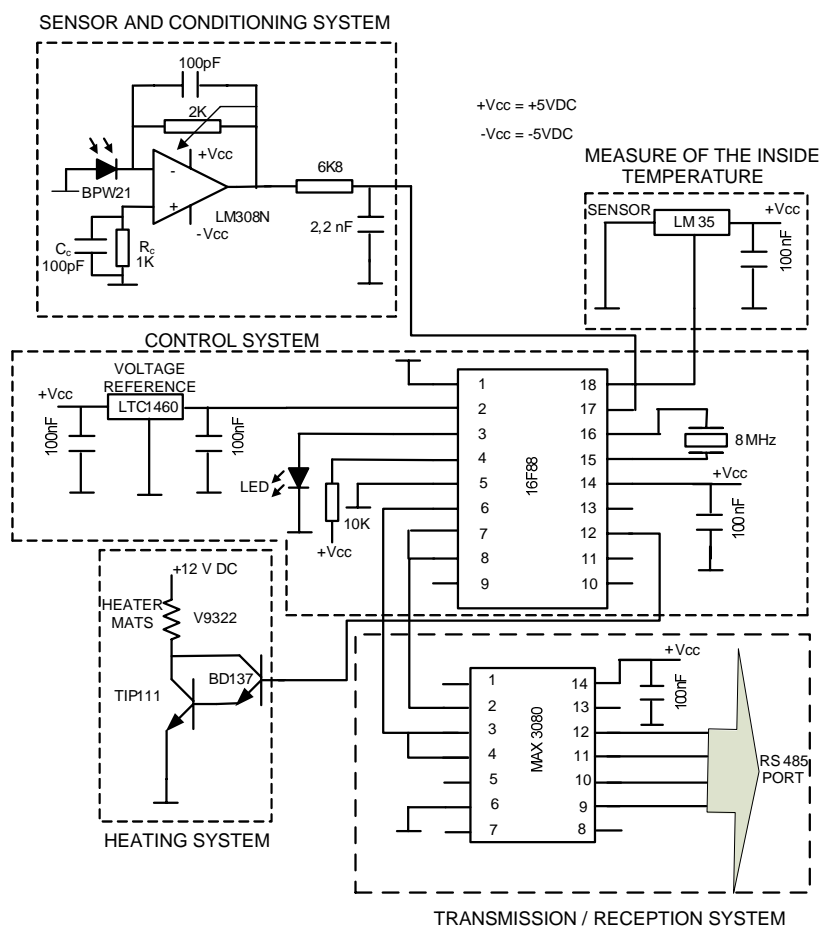 SENSOR AND CONDITIONING SYSTEM
100pF
2K
+Vcc
-
+
BPW21
LM308N
-Vcc
Cc
100pF
Rc
1K
6K8
2,2 nF
+Vcc = +5VDC
-Vcc = -5VDC
MEASURE OF THE INSIDE
TEMPERATURE
SENSOR
LM 35
+Vcc
100 nF
CONTROL SYSTEM
VOLTAGE
REFERENCE
+Vcc
LTC1460
100nF
100nF
LED
10K
+Vcc
16F88
1
2
3
4
5
6
7
8
9
18
17
16
15
14
13
12
11
10
8 MHz
+Vcc
100 nF
+12 V DC
HEATER
MATS
V9322
TIP111
BD137
HEATING SYSTEM
MAX 3080
1
2
3
4
5
6
7
14
13
12
11
10
9
8
+Vcc
100nF
RS 485
PORT
TRANSMISSION / RECEPTION SYSTEM